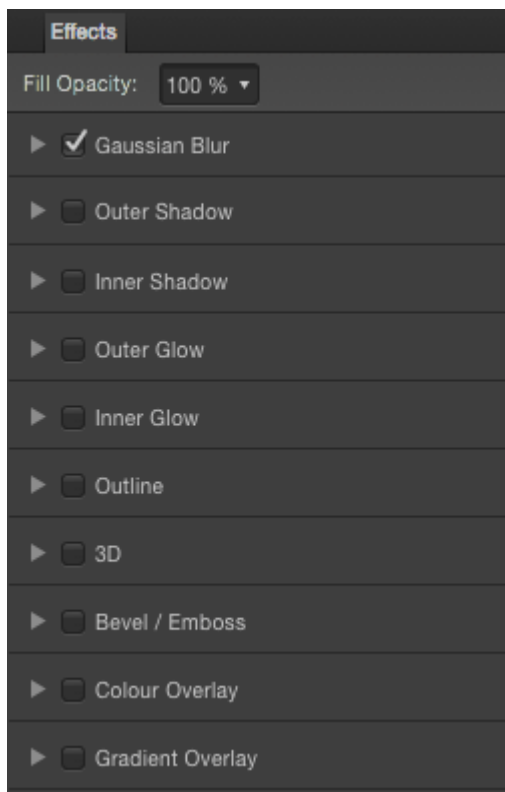 Effects
Fill Opacity: 100 %
Gaussian Blur
Outer Shadow
Inner Shadow
Outer Glow
Inner Glow
Outline
3D
Bevel / Emboss
Colour Overlay
Gradient Overlay